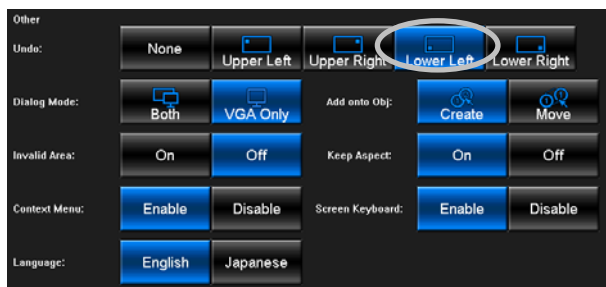 Other
Undo: None Upper Left Upper Right Lower Left Lower Right
Dialog Mode: Both VGA Only Add onto Obj: Create Move
Invalid Area: On Off Keep Aspect: On Off
Context Menu: Enable Disable Screen Keyboard: Enable Disable
Language: English Japanese